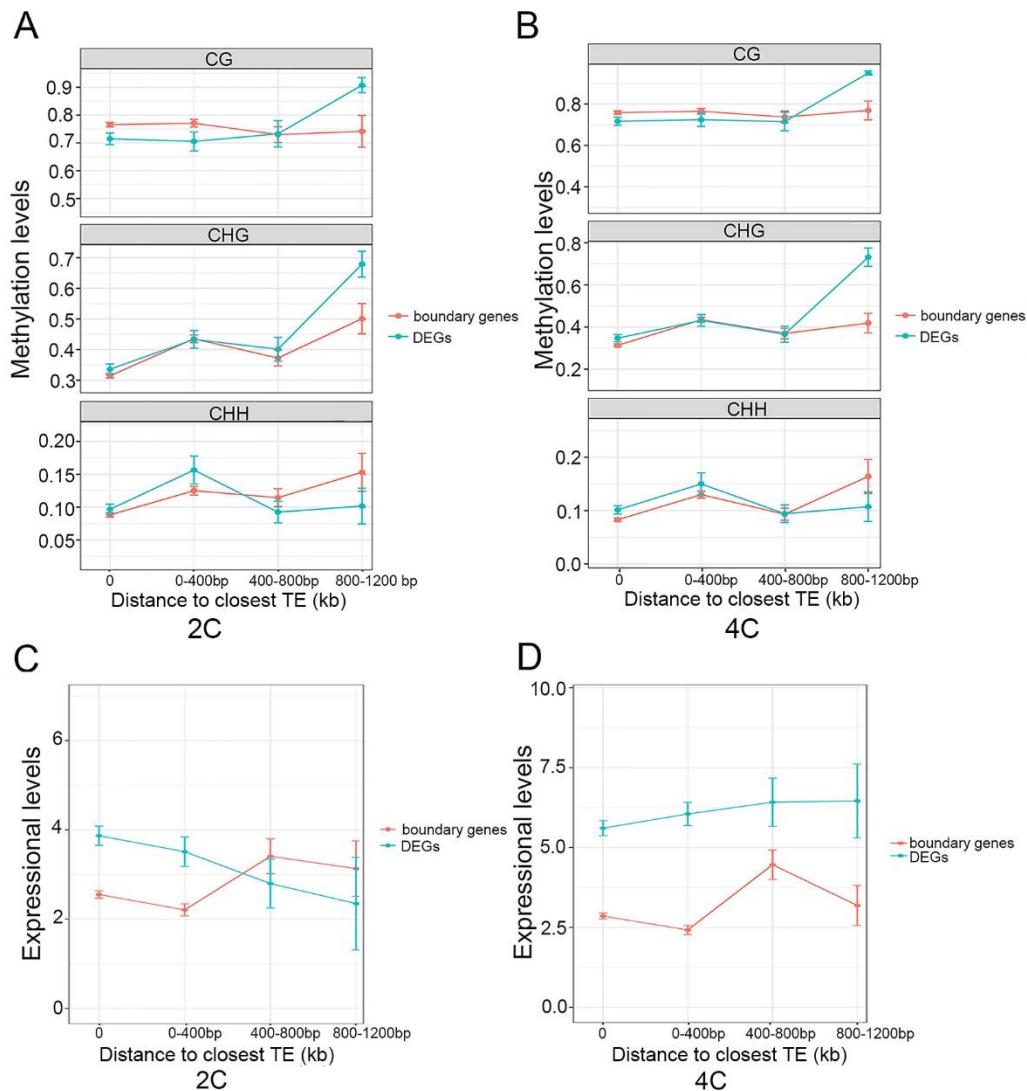 A
B
CG
0.9
0.8
0.7
0.6
0.5
CHG
0.7
0.6
0.5
0.4
0.3
CHH
0.20
0.15
0.10
0.05
Methylation levels
0 0-400bp 400-800bp 800-1200 bp
Distance to closest TE (kb)
2C
boundary genes
DEGs
CG
0.8
0.6
0.4
CHG
0.8
0.6
0.4
0.2
CHH
0.2
0.1
0.0
Methylation levels
0 0-400bp 400-800bp 800-1200bp
Distance to closest TE (kb)
4C
boundary genes
DEGs
C
D
6
4
2
0
Expressional levels
0 0-400bp 400-800bp 800-1200bp
Distance to closest TE (kb)
2C
boundary genes
DEGs
10.0
7.5
5.0
2.5
0.0
Expressional levels
0 0-400bp 400-800bp 800-1200bp
Distance to closest TE (kb)
4C
boundary genes
DEGs